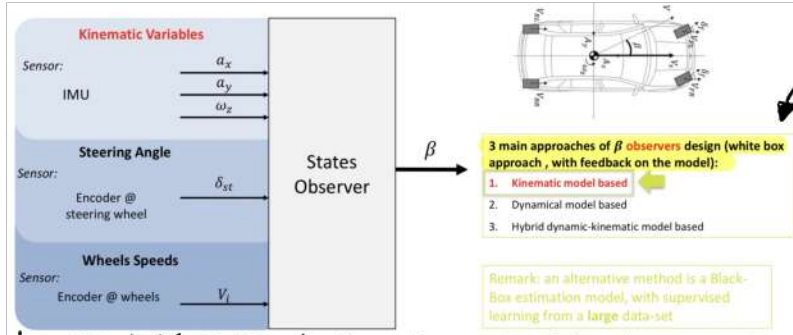 Kinematic Variables
Sensor:
IMU
a_x
a_y
ω_z
Steering Angle
Sensor:
Encoder @
steering wheel
δ_st
Wheels Speeds
Sensor:
Encoder @ wheels
V_i
States
Observer
β
β
3 main approaches of β observers design (white box
approach , with feedback on the model):
1. Kinematic model based
2. Dynamical model based
3. Hybrid dynamic-kinematic model based
Remark: an alternative method is a Black-
Box estimation model, with supervised
learning from a large data-set